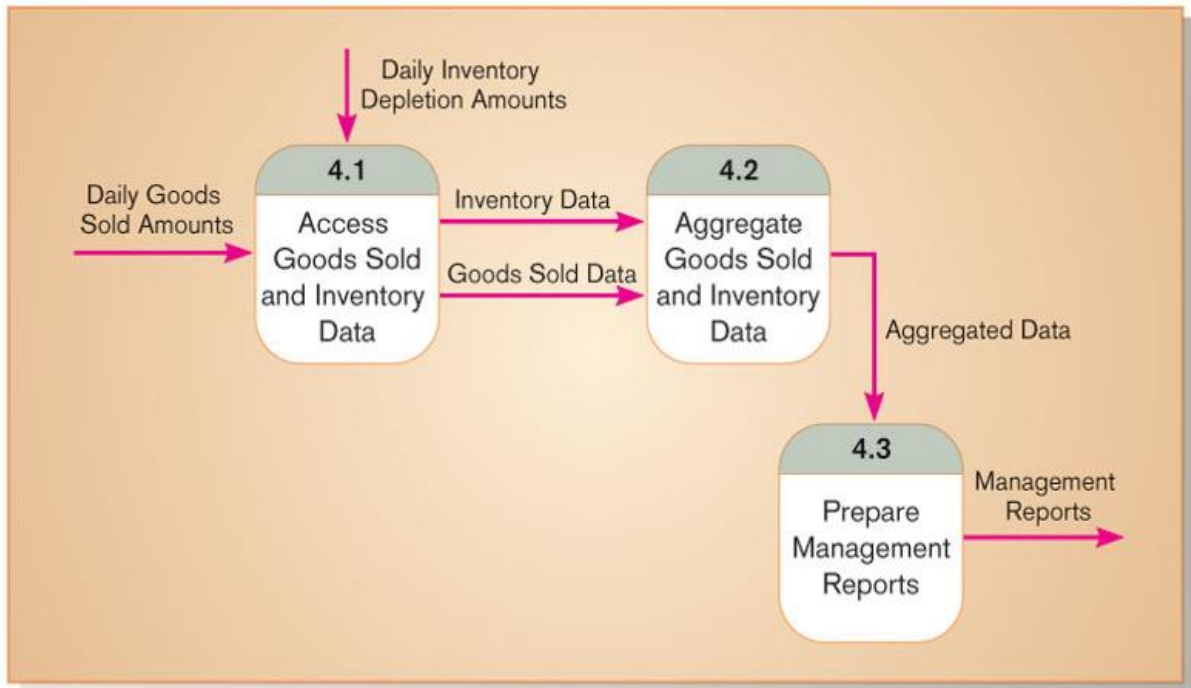 Daily Inventory
Depletion Amounts
Daily Goods
Sold Amounts
4.1
Access
Goods Sold
and Inventory
Data
Inventory Data
Goods Sold Data
4.2
Aggregate
Goods Sold
and Inventory
Data
Aggregated Data
4.3
Prepare
Management
Reports
Management
Reports